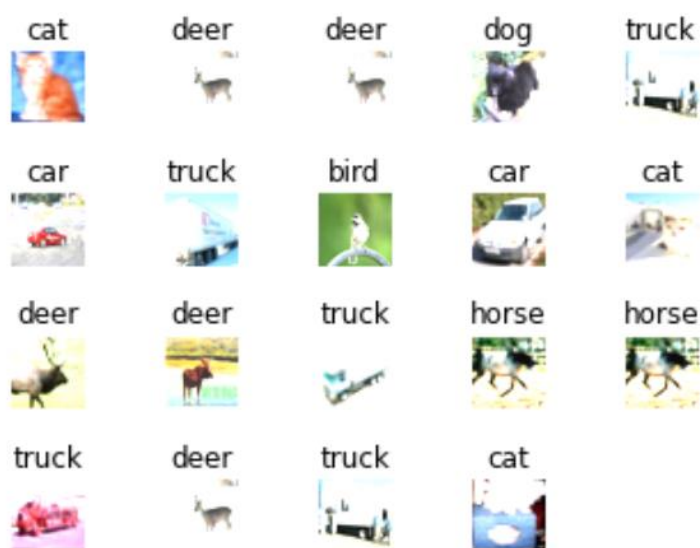 cat deer deer dog truck
car truck bird car cat
deer deer truck horse horse
truck deer truck cat